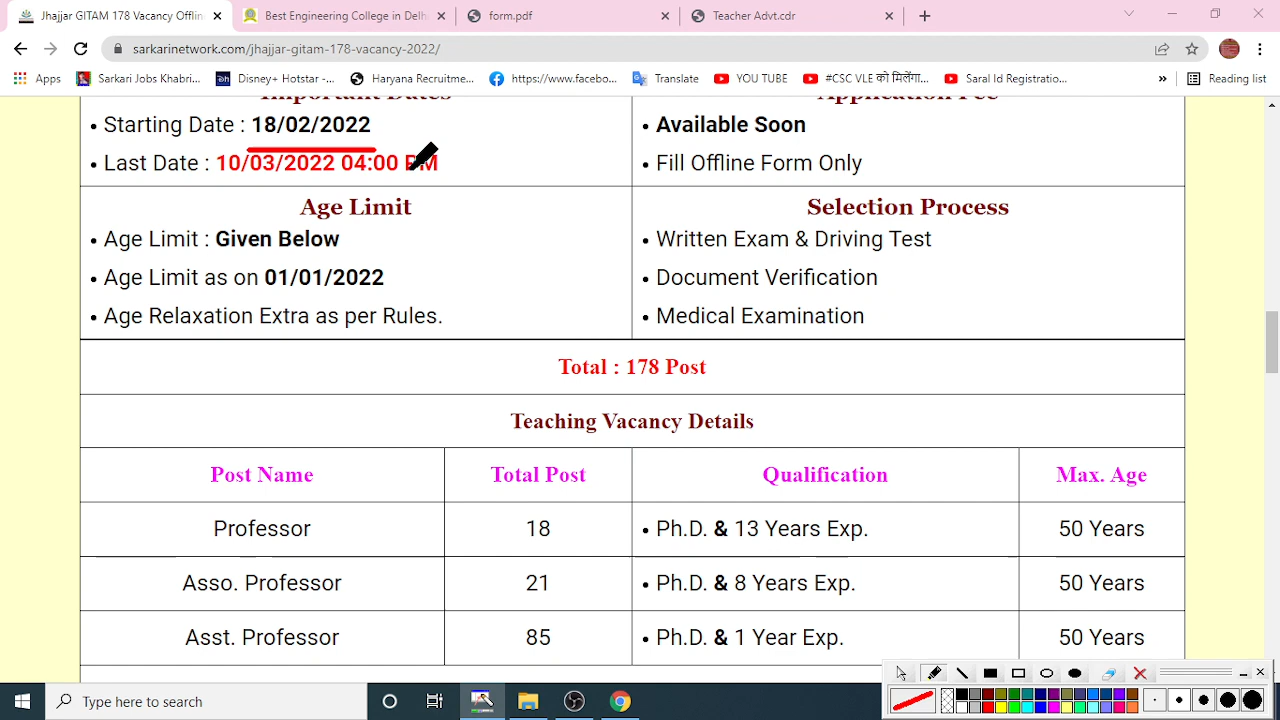 Jhajjar GITAM 178 Vacancy Offlin
Best Engineering College in Delh
form.pdf
Teacher Advt.cdr
sarkarinetwork.com/jhajjar-gitam-178-vacancy-2022/
Apps
Sarkari Jobs Khabri...
Disney+ Hotstar -...
Haryana Recruitme...
https://www.facebo...
Translate
YOU TUBE
#CSC VLE को मिलेंगा...
Saral Id Registratio...
»
Reading list
Important Dates
Application Fee
• Starting Date : 18/02/2022
• Last Date : 10/03/2022 04:00 PM
• Available Soon
• Fill Offline Form Only
Age Limit
• Age Limit : Given Below
• Age Limit as on 01/01/2022
• Age Relaxation Extra as per Rules.
Selection Process
• Written Exam & Driving Test
• Document Verification
• Medical Examination
Total : 178 Post
Teaching Vacancy Details
Post Name Total Post Qualification Max. Age
Professor 18 • Ph.D. & 13 Years Exp. 50 Years
Asso. Professor 21 • Ph.D. & 8 Years Exp. 50 Years
Asst. Professor 85 • Ph.D. & 1 Year Exp. 50 Years
Type here to search